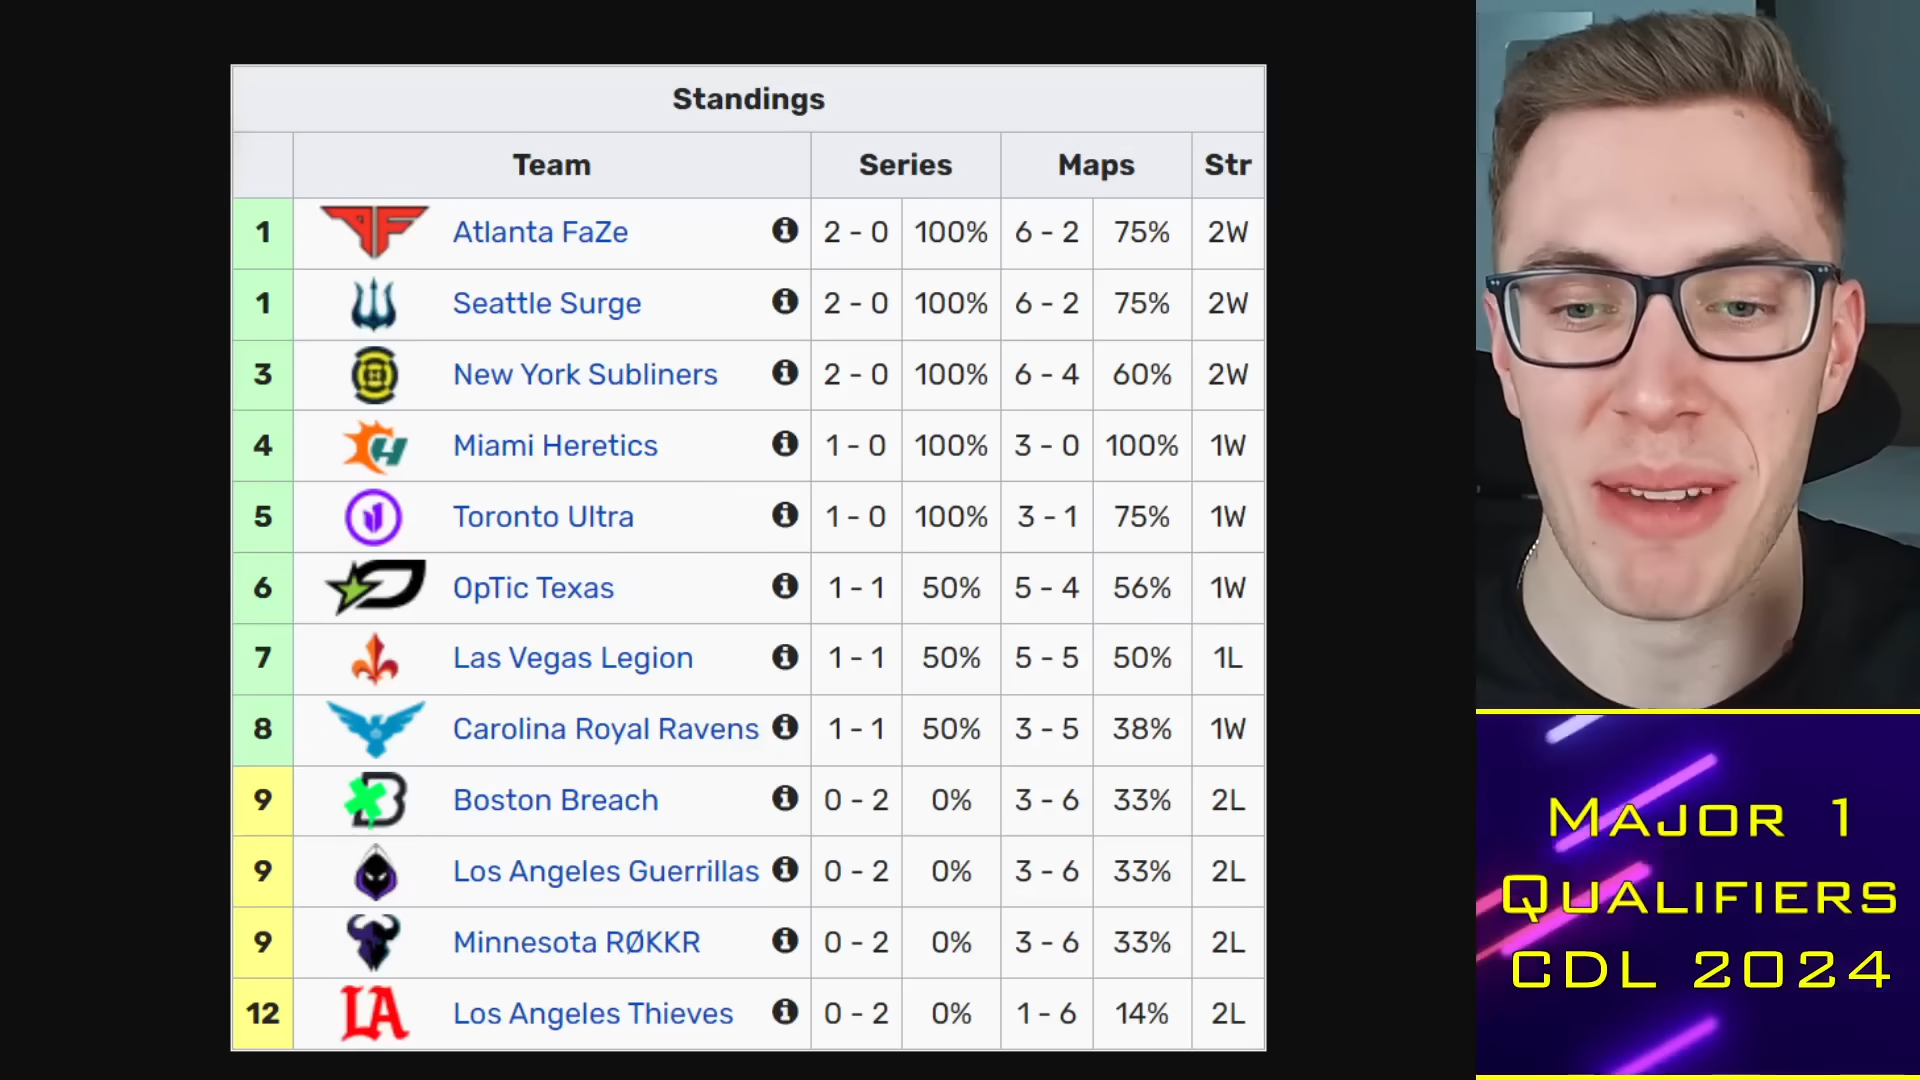 Standings
Team Series Maps Str
1 Atlanta FaZe 2 - 0 100% 6 - 2 75% 2W
1 Seattle Surge 2 - 0 100% 6 - 2 75% 2W
3 New York Subliners 2 - 0 100% 6 - 4 60% 2W
4 Miami Heretics 1 - 0 100% 3 - 0 100% 1W
5 Toronto Ultra 1 - 0 100% 3 - 1 75% 1W
6 OpTic Texas 1 - 1 50% 5 - 4 56% 1W
7 Las Vegas Legion 1 - 1 50% 5 - 5 50% 1L
8 Carolina Royal Ravens 1 - 1 50% 3 - 5 38% 1W
9 Boston Breach 0 - 2 0% 3 - 6 33% 2L
9 Los Angeles Guerrillas 0 - 2 0% 3 - 6 33% 2L
9 Minnesota RØKKR 0 - 2 0% 3 - 6 33% 2L
12 LA Los Angeles Thieves 0 - 2 0% 1 - 6 14% 2L
Major 1
Qualifiers
CDL 2024